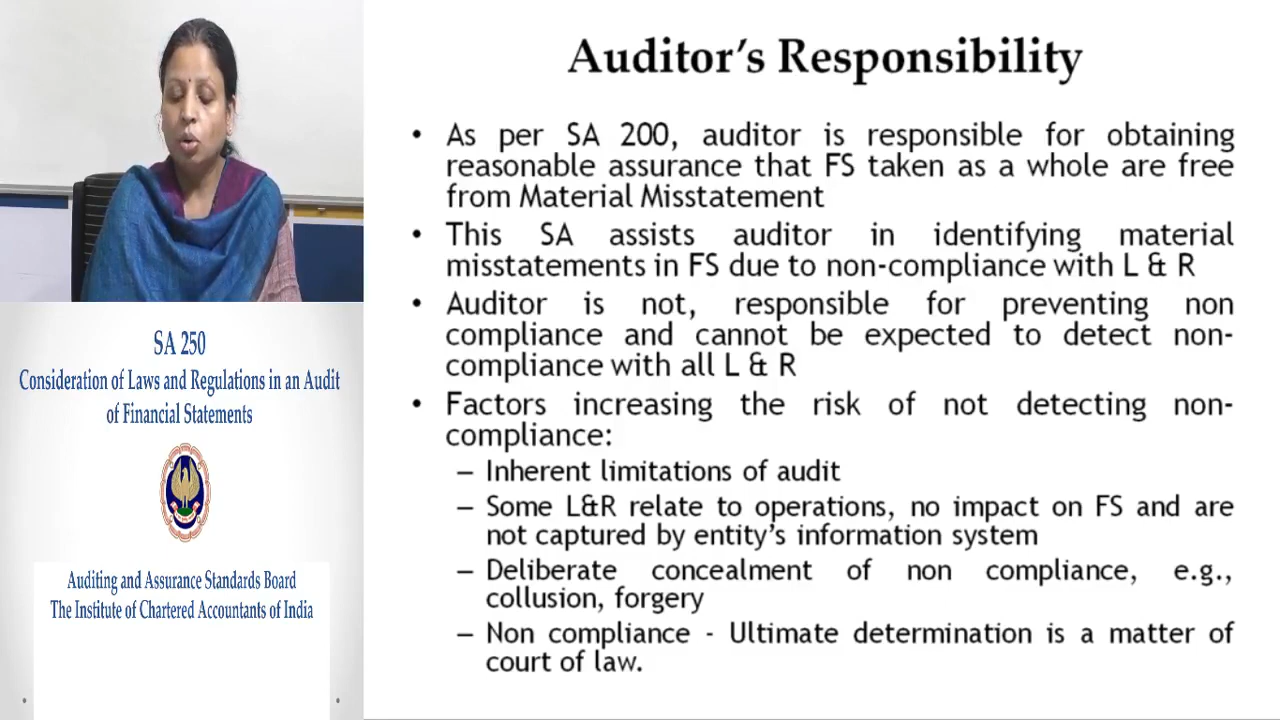 Auditor's Responsibility
• As per SA 200, auditor is responsible for obtaining
reasonable assurance that FS taken as a whole are free
from Material Misstatement
• This SA assists auditor in identifying material
misstatements in FS due to non-compliance with L & R
• Auditor is not, responsible for preventing non
compliance and cannot be expected to detect non-
compliance with all L & R
• Factors increasing the risk of not detecting non-
compliance:
– Inherent limitations of audit
– Some L&R relate to operations, no impact on FS and are
not captured by entity's information system
– Deliberate concealment of non compliance, e.g.,
collusion, forgery
– Non compliance - Ultimate determination is a matter of
court of law.
SA 250
Consideration of Laws and Regulations in an Audit
of Financial Statements
Auditing and Assurance Standards Board
The Institute of Chartered Accountants of India